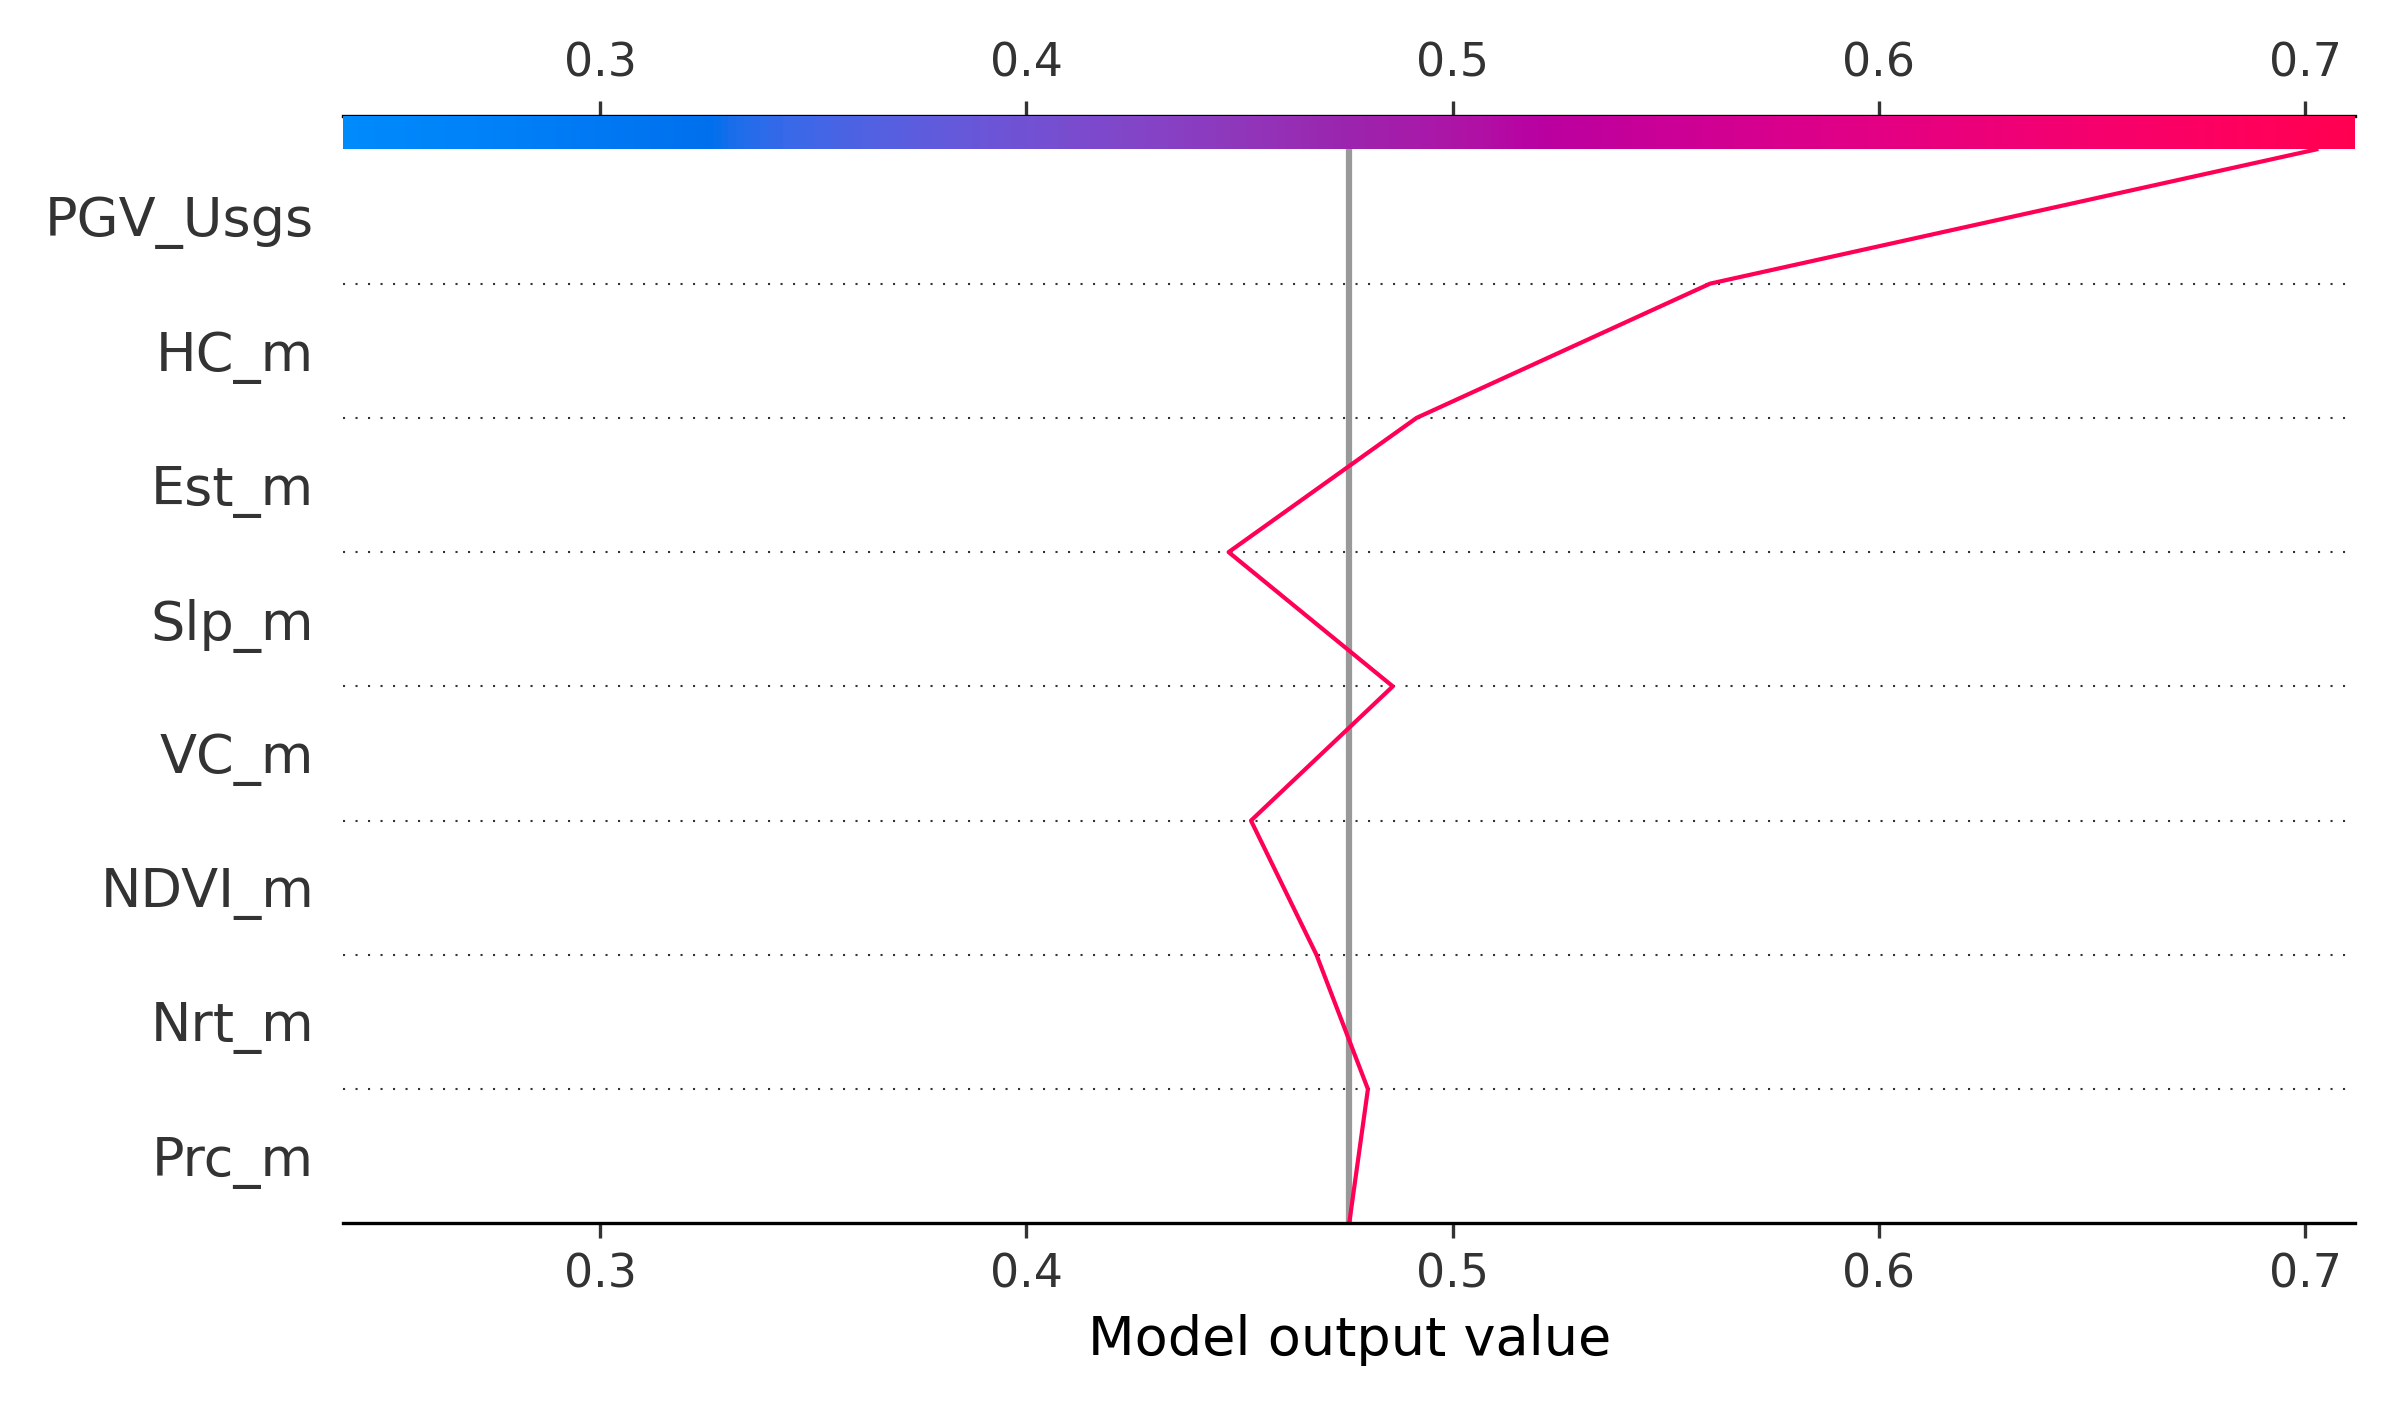 0.3 0.4 0.5 0.6 0.7
PGV_Usgs
HC_m
Est_m
Slp_m
VC_m
NDVI_m
Nrt_m
Prc_m
0.3 0.4 0.5 0.6 0.7
Model output value